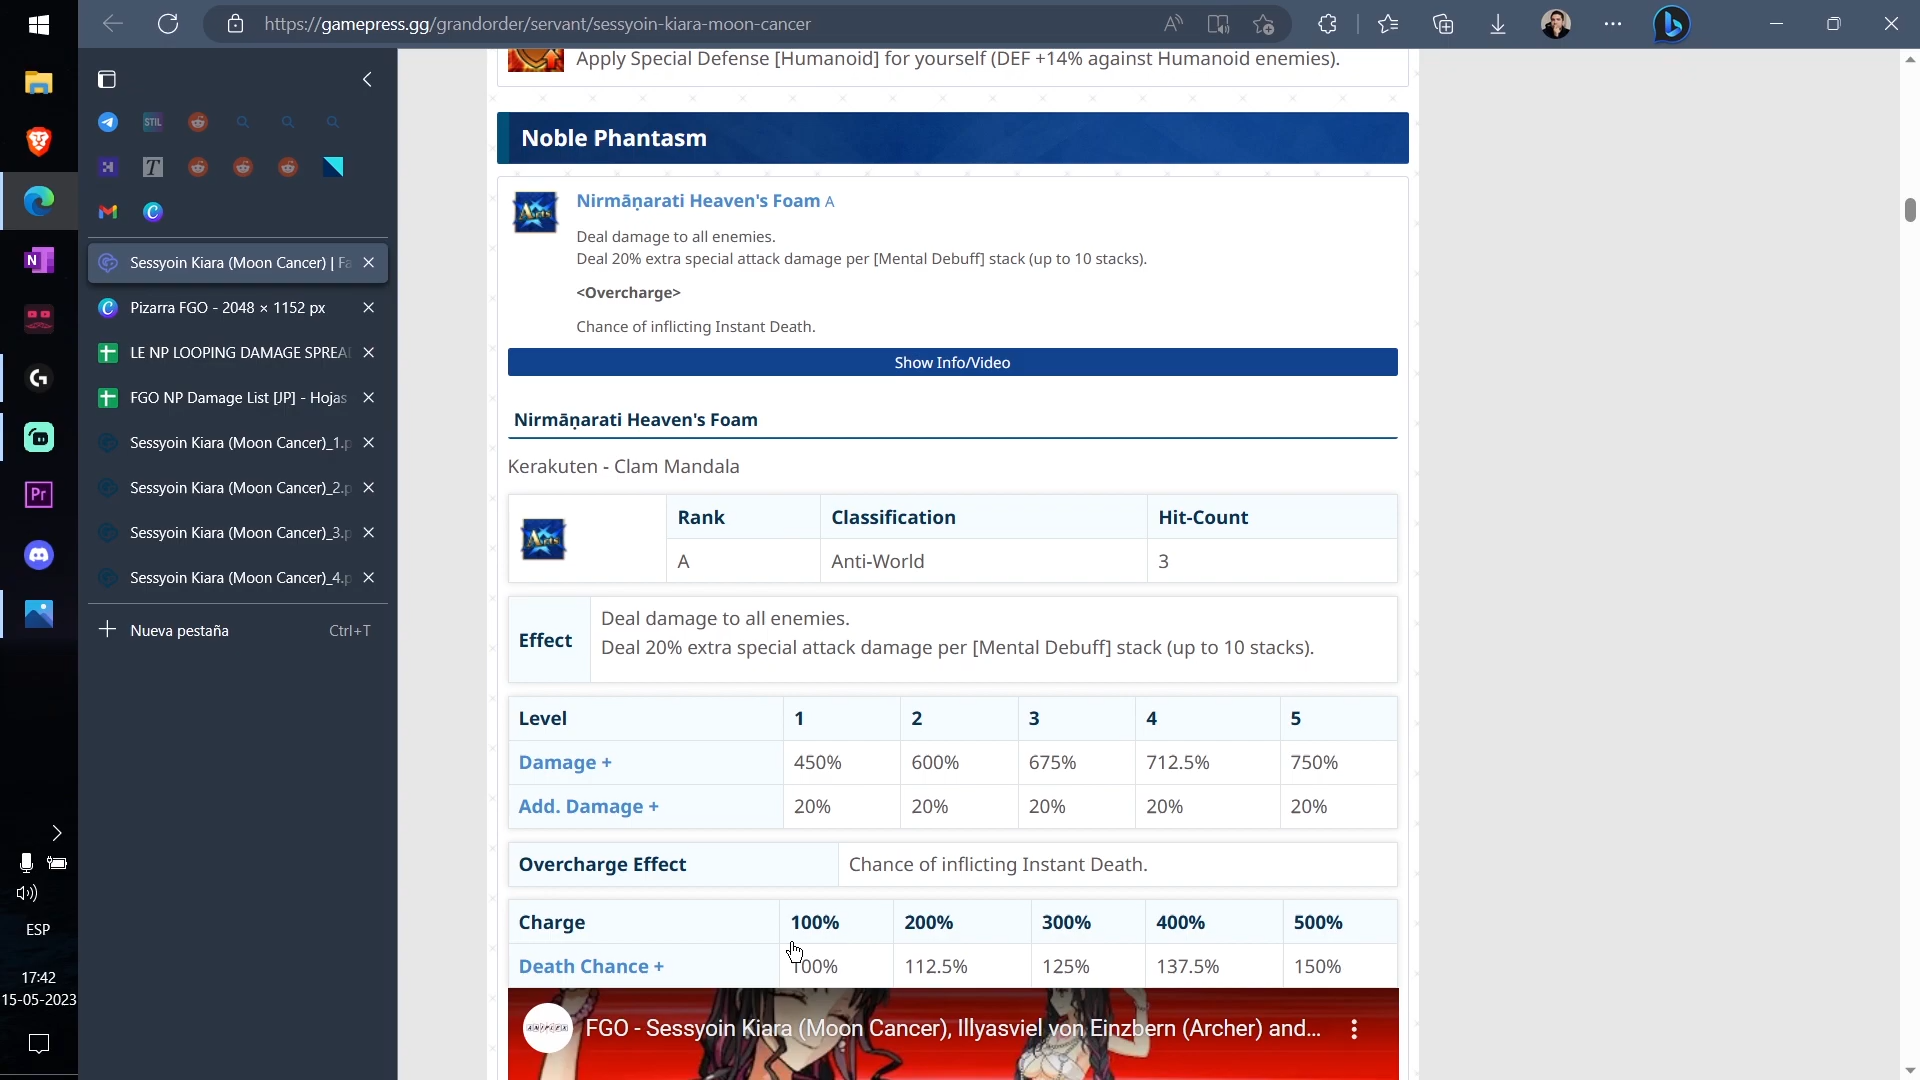 https://gamepress.gg/grandorder/servant/sessyoin-kiara-moon-cancer
STIL
Sessyoin Kiara (Moon Cancer) | Fa
Pizarra FGO - 2048 × 1152 px
LE NP LOOPING DAMAGE SPREA
FGO NP Damage List [JP] - Hojas
Sessyoin Kiara (Moon Cancer)_1.p
Sessyoin Kiara (Moon Cancer)_2.p
Sessyoin Kiara (Moon Cancer)_3.p
Sessyoin Kiara (Moon Cancer)_4.p
Nueva pestaña Ctrl+T
ESP
17:42
15-05-2023
Apply Special Defense [Humanoid] for yourself (DEF +14% against Humanoid enemies).
Noble Phantasm
Arts
Nirmāṇarati Heaven's Foam A
Deal damage to all enemies.
Deal 20% extra special attack damage per [Mental Debuff] stack (up to 10 stacks).
<Overcharge>
Chance of inflicting Instant Death.
Show Info/Video
Nirmāṇarati Heaven's Foam
Kerakuten - Clam Mandala
Arts
Rank Classification Hit-Count
A Anti-World 3
Effect
Deal damage to all enemies.
Deal 20% extra special attack damage per [Mental Debuff] stack (up to 10 stacks).
Level 1 2 3 4 5
Damage + 450% 600% 675% 712.5% 750%
Add. Damage + 20% 20% 20% 20% 20%
Overcharge Effect Chance of inflicting Instant Death.
Charge 100% 200% 300% 400% 500%
Death Chance + 100% 112.5% 125% 137.5% 150%
ANIPLEX
FGO - Sessyoin Kiara (Moon Cancer), Illyasviel von Einzbern (Archer) and...